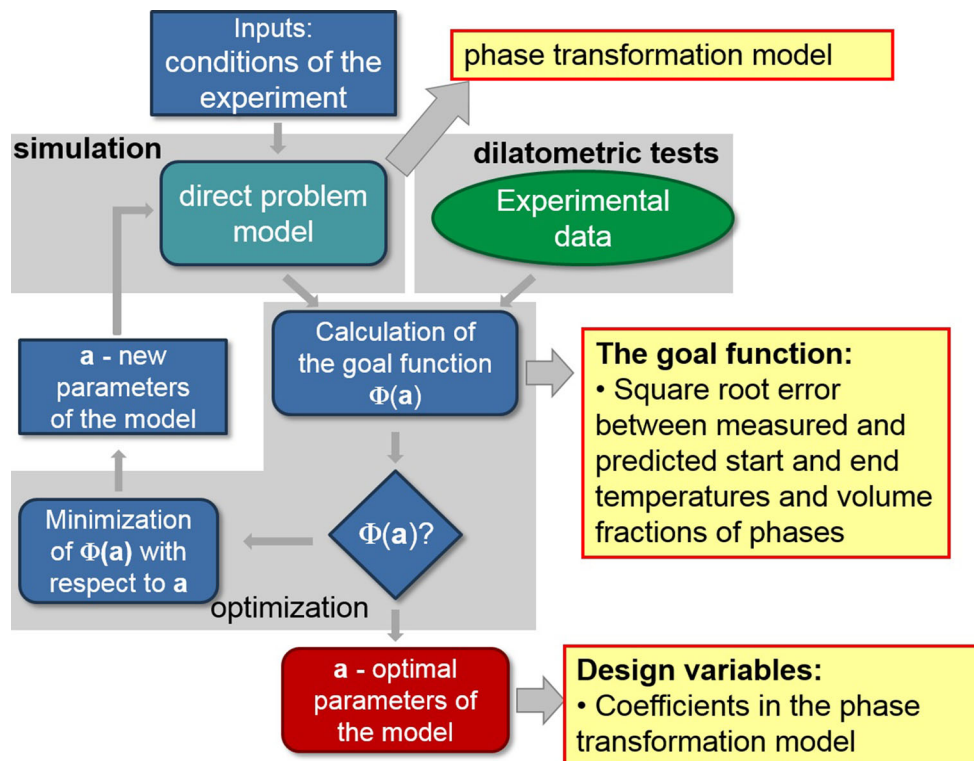 Inputs:
conditions of the
experiment
phase transformation model
simulation
direct problem
model
dilatometric tests
Experimental
data
Calculation of
the goal function
Φ(a)
The goal function:
• Square root error
between measured and
predicted start and end
temperatures and volume
fractions of phases
a - new
parameters
of the model
Minimization
of Φ(a) with
respect to a
Φ(a)?
optimization
a - optimal
parameters of
the model
Design variables:
• Coefficients in the phase
transformation model